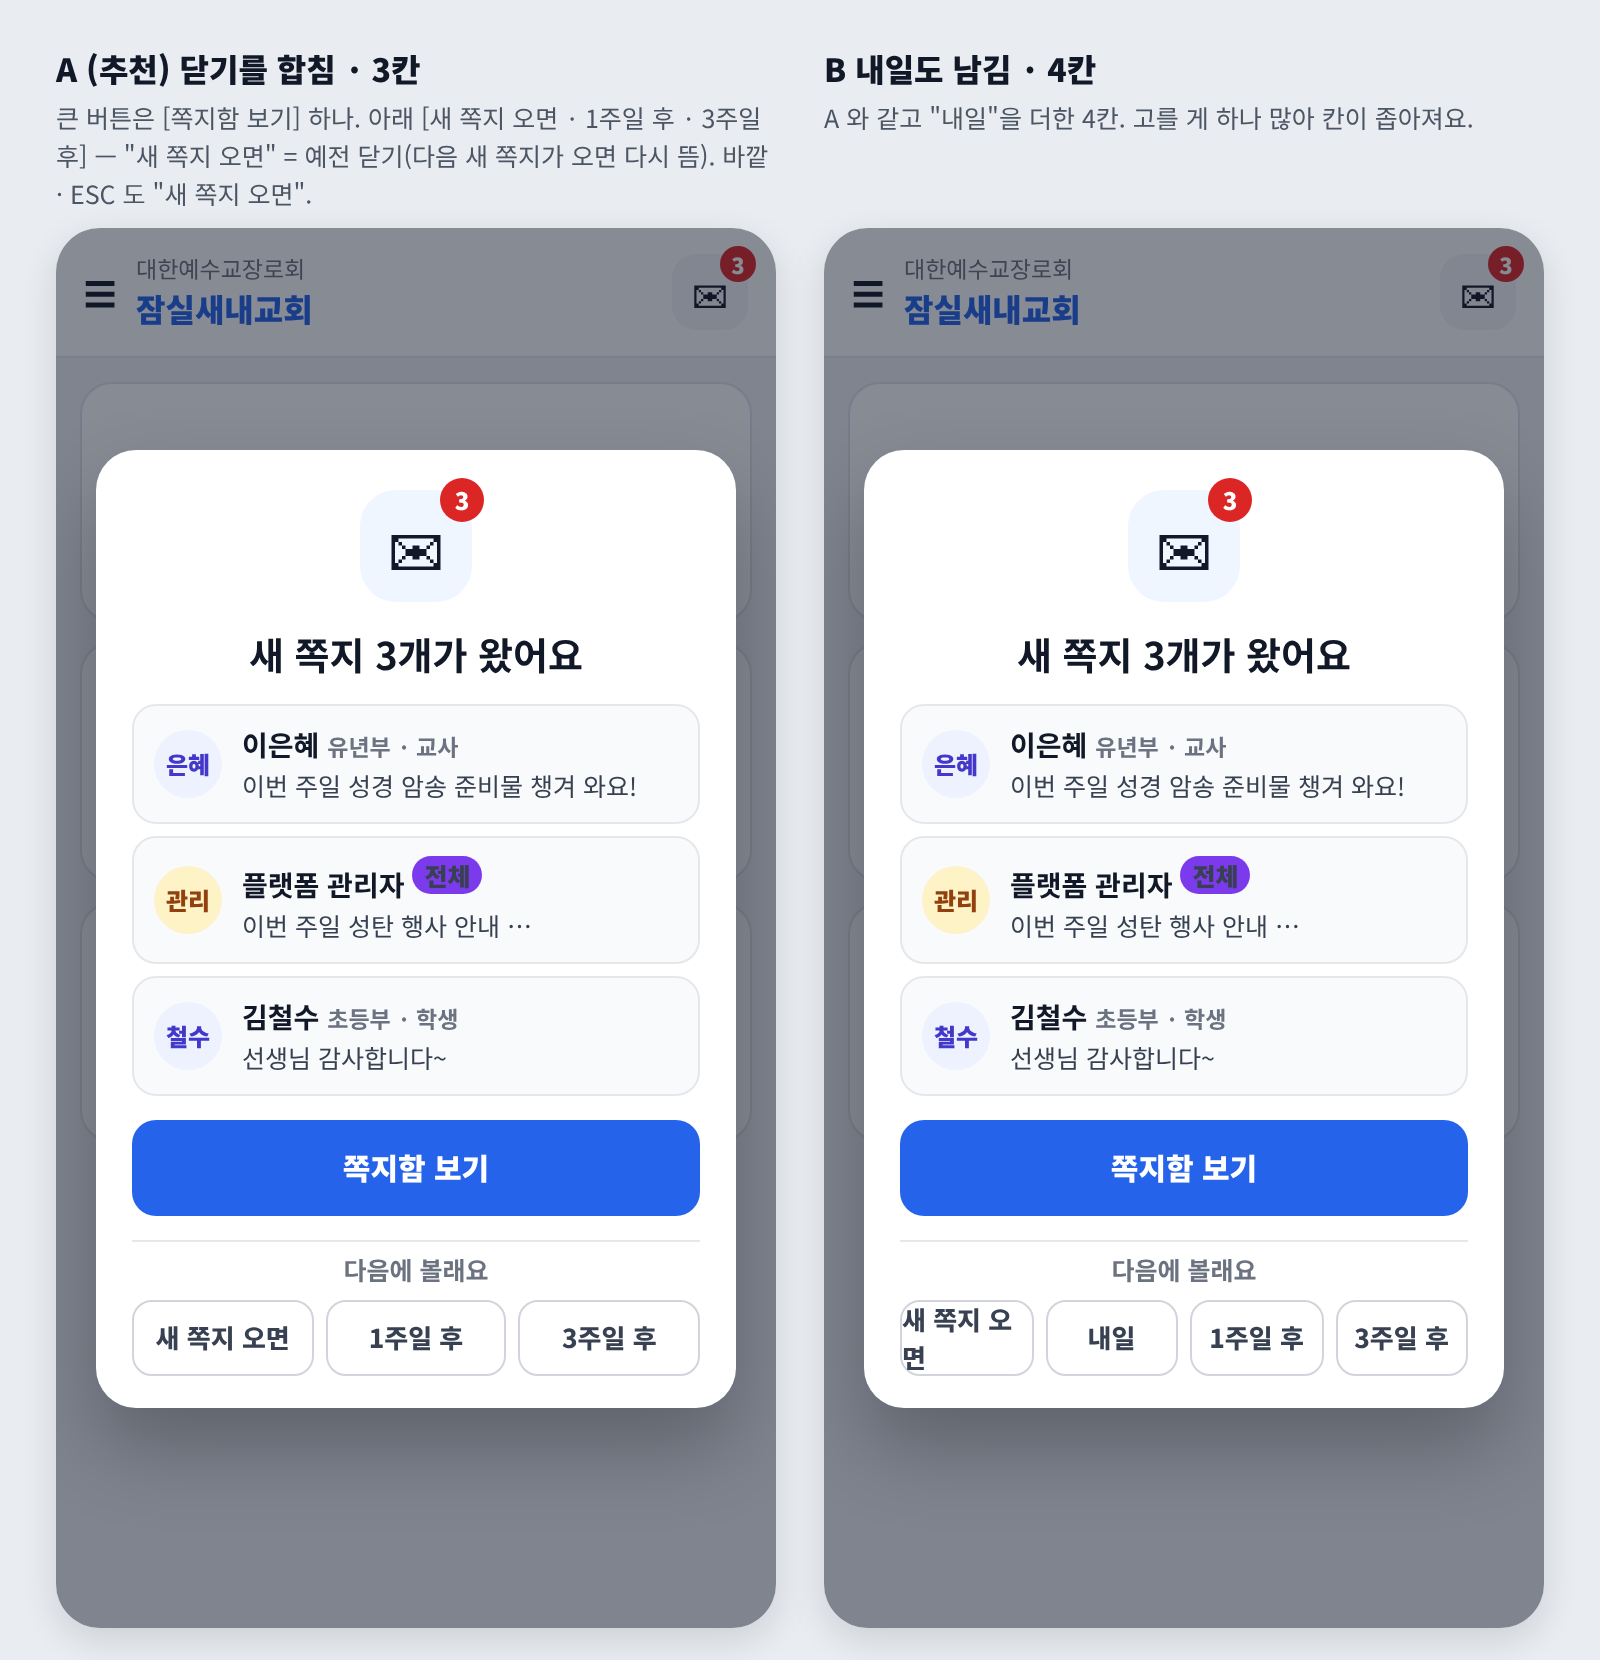 A (추천) 닫기를 합침 · 3칸
큰 버튼은 [쪽지함 보기] 하나. 아래 [새 쪽지 오면 · 1주일 후 · 3주일
후] — "새 쪽지 오면" = 예전 닫기(다음 새 쪽지가 오면 다시 뜸). 바깥
· ESC 도 "새 쪽지 오면".
대한예수교장로회
잠실새내교회
3
3
새 쪽지 3개가 왔어요
은혜
이은혜 유년부 · 교사
이번 주일 성경 암송 준비물 챙겨 와요!
관리
플랫폼 관리자 전체
이번 주일 성탄 행사 안내 …
철수
김철수 초등부 · 학생
선생님 감사합니다~
쪽지함 보기
다음에 볼래요
새 쪽지 오면
1주일 후
3주일 후
B 내일도 남김 · 4칸
A 와 같고 "내일"을 더한 4칸. 고를 게 하나 많아 칸이 좁아져요.
대한예수교장로회
잠실새내교회
3
3
새 쪽지 3개가 왔어요
은혜
이은혜 유년부 · 교사
이번 주일 성경 암송 준비물 챙겨 와요!
관리
플랫폼 관리자 전체
이번 주일 성탄 행사 안내 …
철수
김철수 초등부 · 학생
선생님 감사합니다~
쪽지함 보기
다음에 볼래요
새 쪽지 오
면
내일
1주일 후
3주일 후